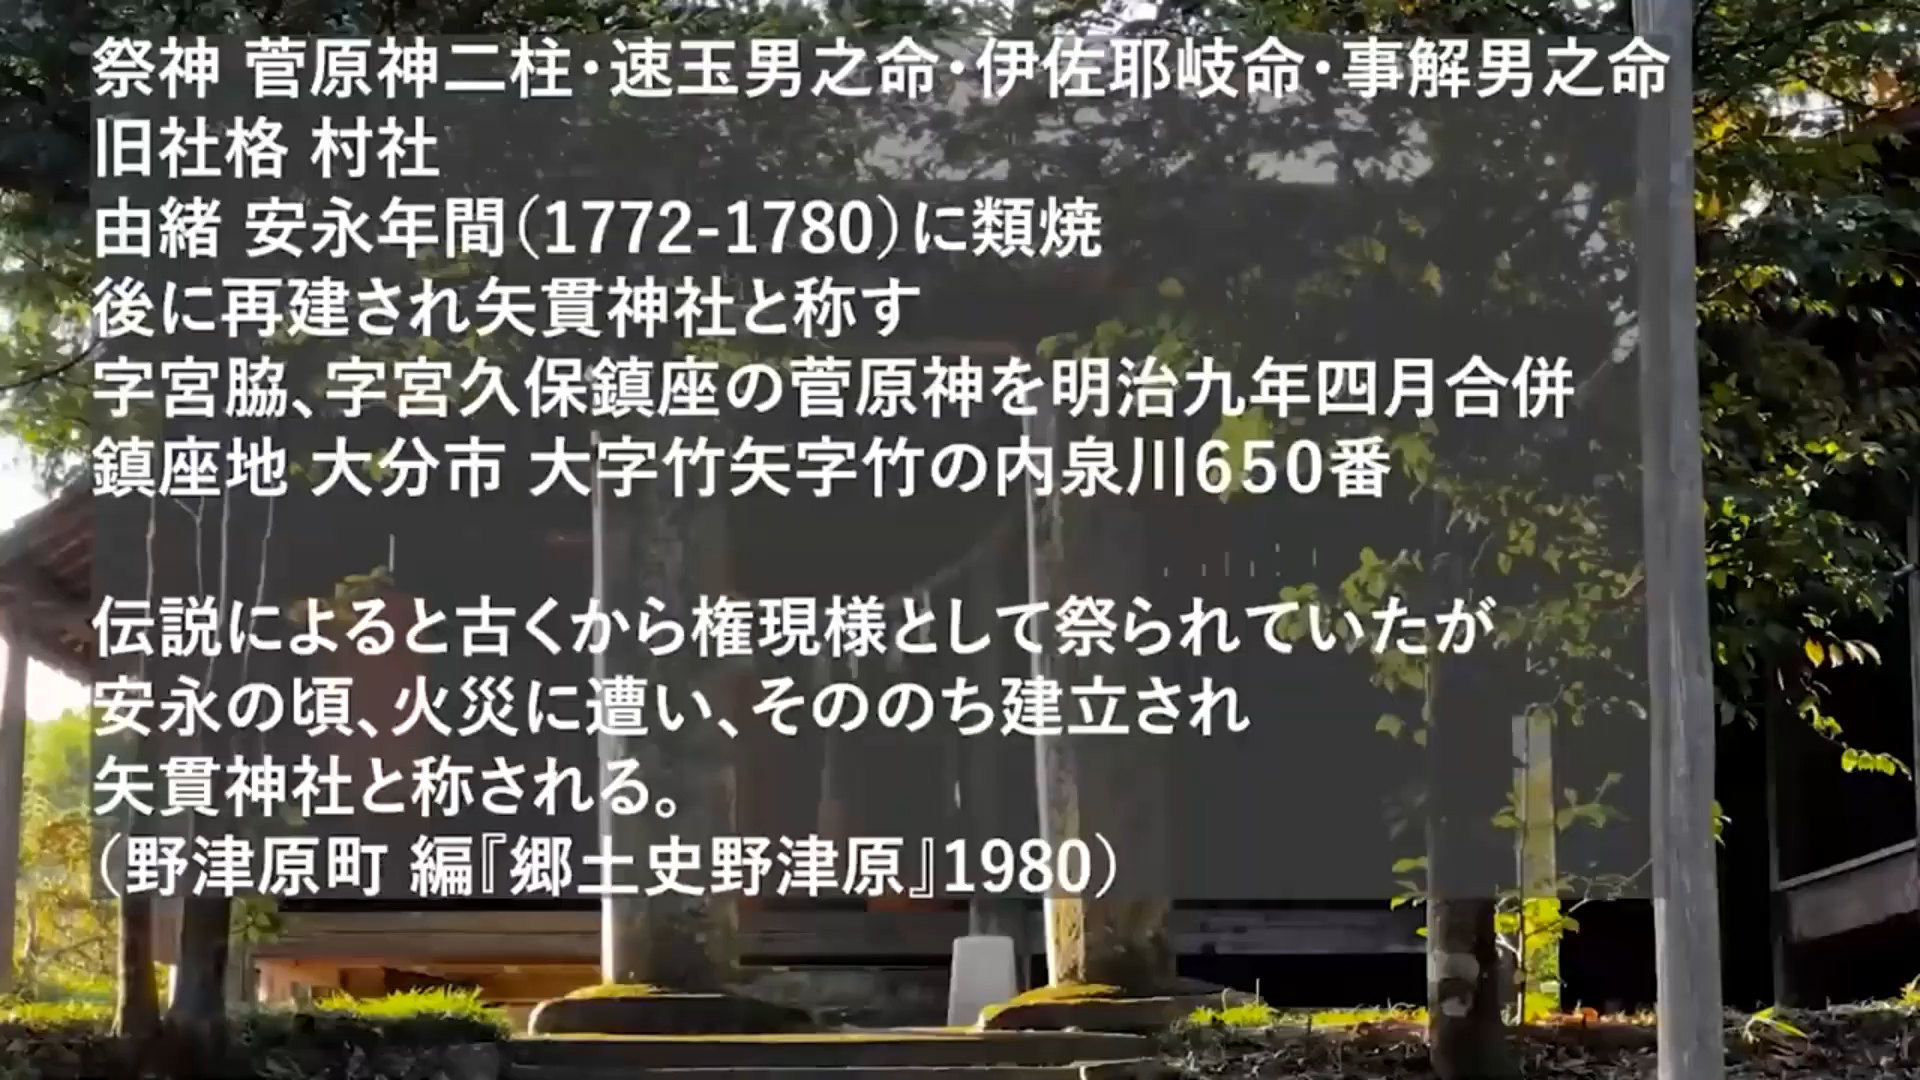 祭神 菅原神二柱･速玉男之命･伊佐耶岐命･事解男之命
旧社格 村社
由緒 安永年間（1772-1780）に類焼
後に再建され矢貫神社と称す
字宮脇、字宮久保鎮座の菅原神を明治九年四月合併
鎮座地 大分市 大字竹矢字竹の内泉川650番
伝説によると古くから権現様として祭られていたが
安永の頃、火災に遭い、そののち建立され
矢貫神社と称される。
（野津原町 編『郷土史野津原』1980）